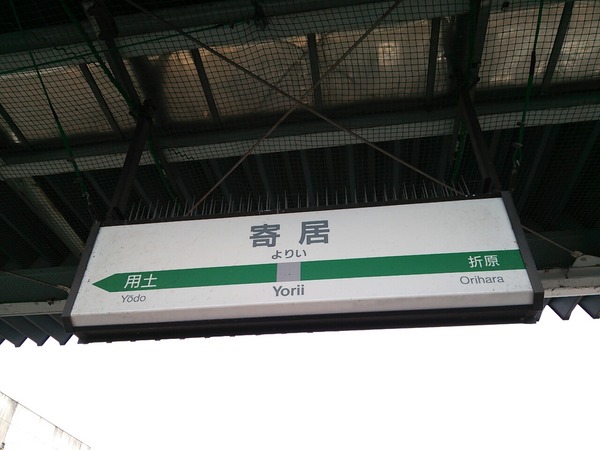 寄居
よりい
用土
折原
Yōdo
Yorii
Orihara